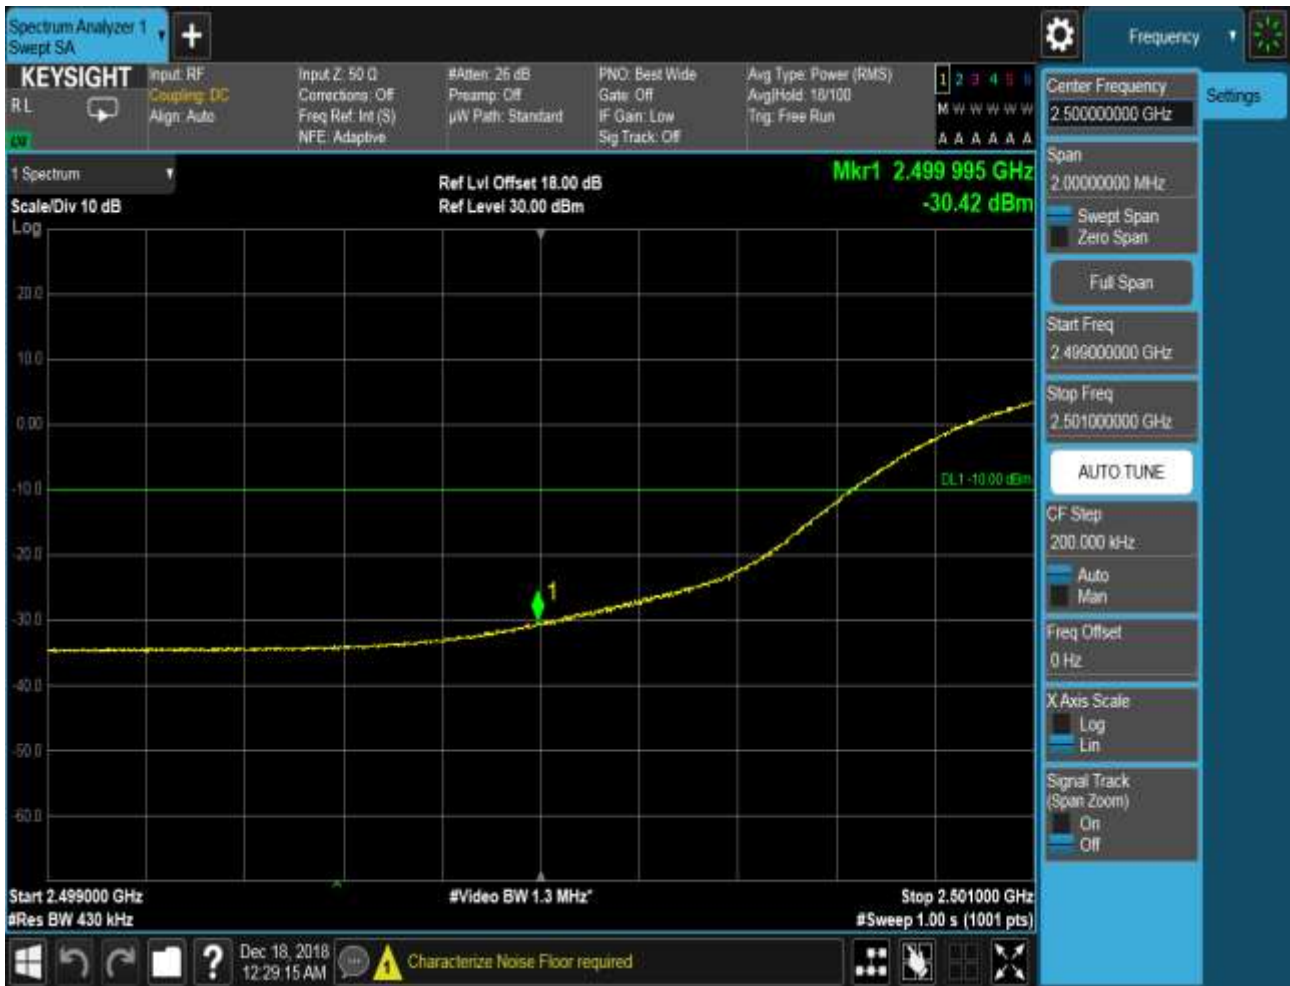 Spectrum Analyzer 1
Swept SA
+
Frequency
KEYSIGHT
RL
Input: RF
Coupling: DC
Align: Auto
Input Z: 50 Ω
Corrections: Off
Freq Ref: Int (S)
NFE: Adaptive
#Atten: 26 dB
Preamp: Off
µW Path: Standard
PNO: Best Wide
Gate: Off
IF Gain: Low
Sig Track: Off
Avg Type: Power (RMS)
Avg|Hold: 18/100
Trig: Free Run
1 2 3 4 5 6
M W W W W W
A A A A A A
Center Frequency
2.500000000 GHz
Settings
Span
2.00000000 MHz
Swept Span
Zero Span
Full Span
Start Freq
2.499000000 GHz
Stop Freq
2.501000000 GHz
AUTO TUNE
CF Step
200.000 kHz
Auto
Man
Freq Offset
0 Hz
X Axis Scale
Log
Lin
Signal Track
(Span Zoom)
On
Off
1 Spectrum
Scale/Div 10 dB
Log
Ref Lvl Offset 18.00 dB
Ref Level 30.00 dBm
Mkr1 2.499 995 GHz
-30.42 dBm
20.0
10.0
0.00
-10.0
DL1 -10.00 dBm
-20.0
1
-30.0
-40.0
-50.0
-60.0
Start 2.499000 GHz
#Video BW 1.3 MHz*
Stop 2.501000 GHz
#Res BW 430 kHz
#Sweep 1.00 s (1001 pts)
?
Dec 18, 2018
12:29:15 AM
1
Characterize Noise Floor required